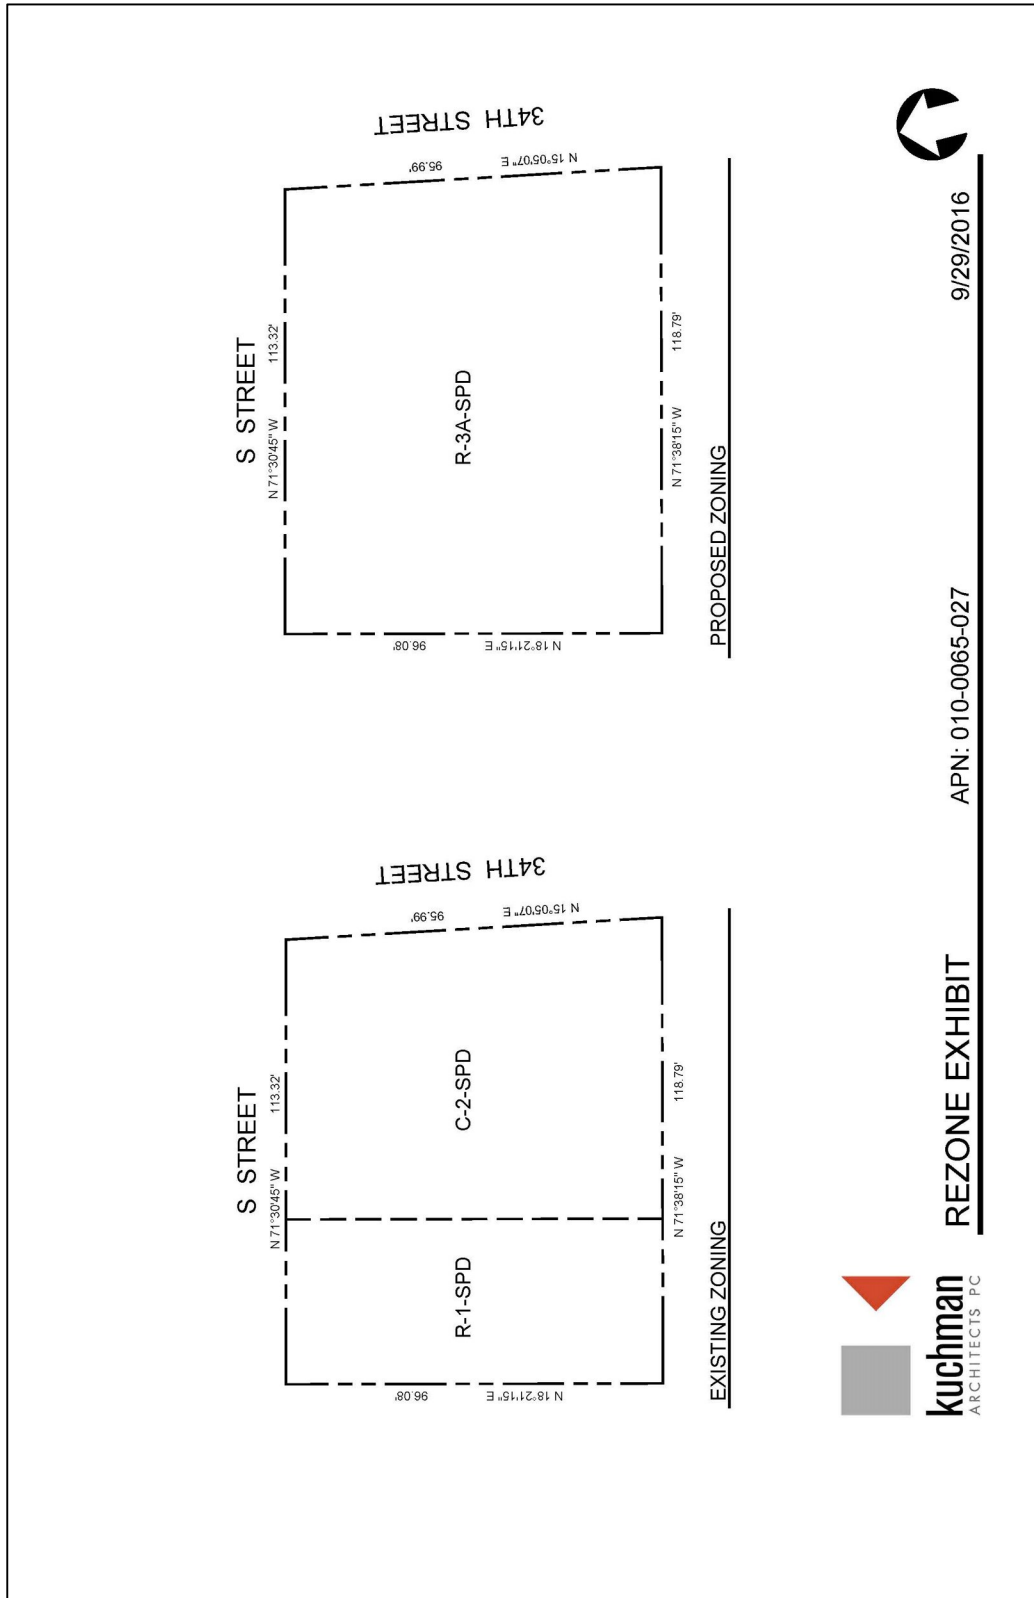 S STREET
N 71°30'45" W 113.32'
R-1-SPD
C-2-SPD
96.08'
N 18°21'15" E
95.99'
N 15°05'07" E
34TH STREET
N 71°38'15" W 118.79'
EXISTING ZONING
S STREET
N 71°30'45" W 113.32'
R-3A-SPD
96.08'
N 18°21'15" E
95.99'
N 15°05'07" E
34TH STREET
N 71°38'15" W 118.79'
PROPOSED ZONING
kuchman
ARCHITECTS PC
REZONE EXHIBIT
APN: 010-0065-027
9/29/2016